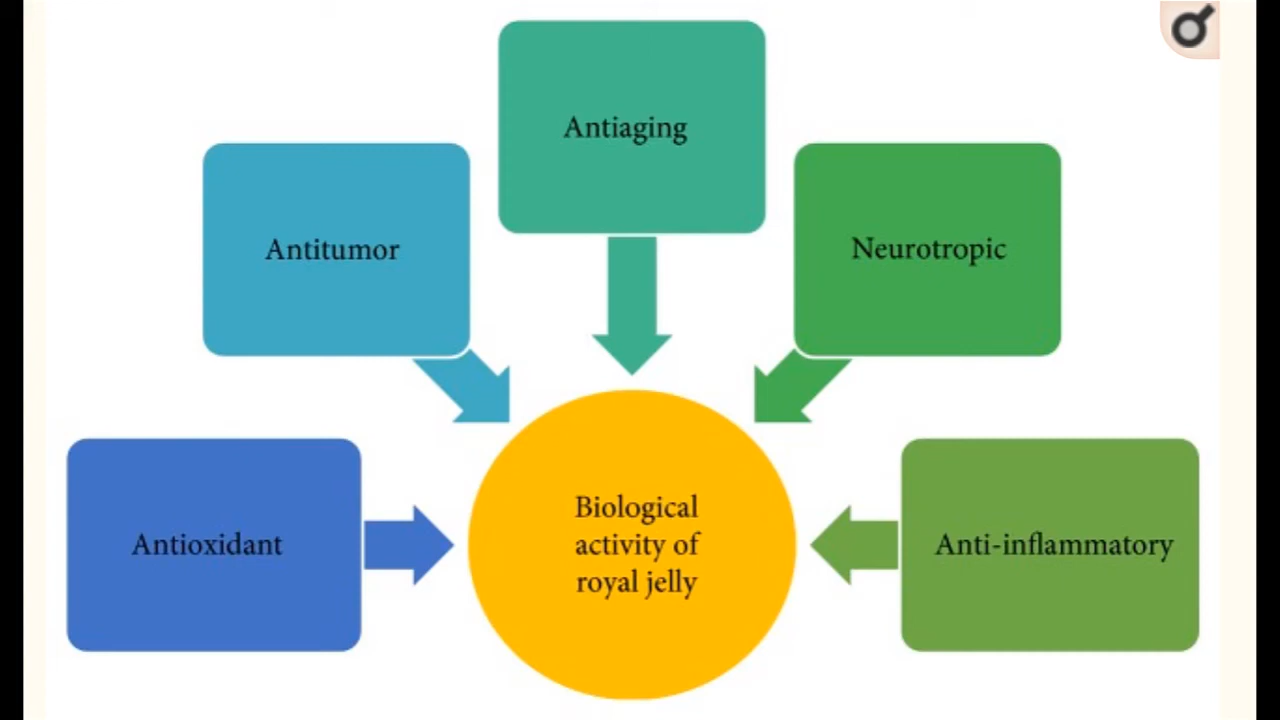 Antiaging
Antitumor
Neurotropic
Antioxidant
Biological
activity of
royal jelly
Anti-inflammatory